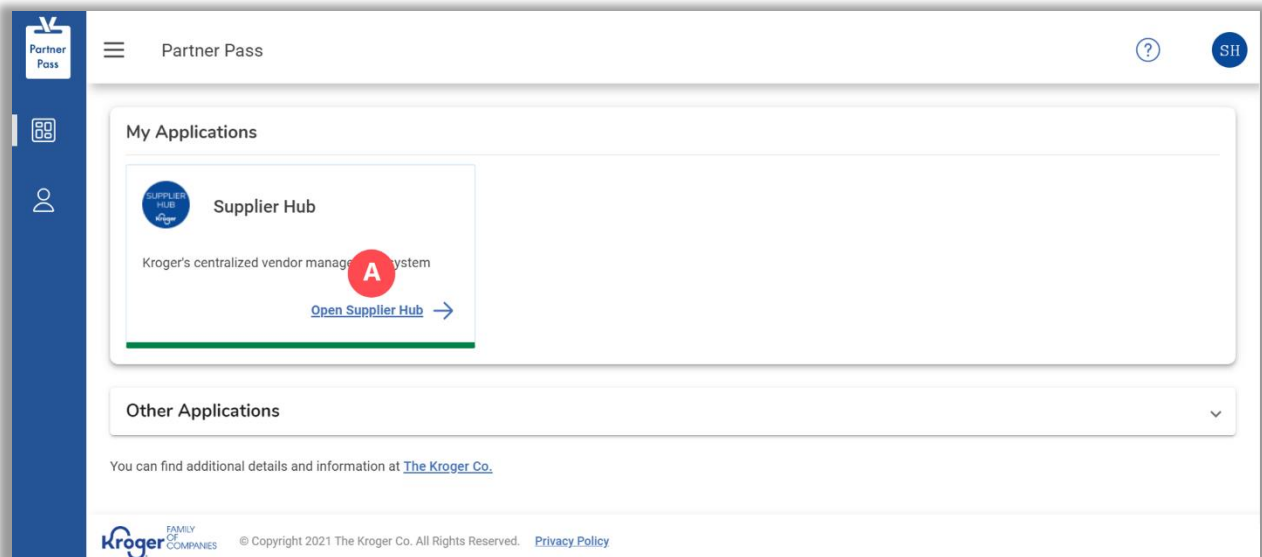 Partner
Pass
Partner Pass
?
SH
My Applications
SUPPLIER
HUB
Kroger
Supplier Hub
Kroger's centralized vendor manage ystem
A
Open Supplier Hub
Other Applications
You can find additional details and information at The Kroger Co.
Kroger FAMILY
OF
COMPANIES
© Copyright 2021 The Kroger Co. All Rights Reserved. Privacy Policy